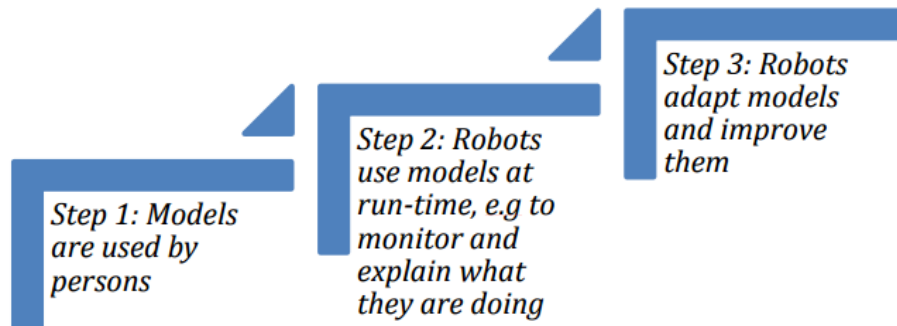 Step 1: Models
are used by
persons
Step 2: Robots
use models at
run-time, e.g to
monitor and
explain what
they are doing
Step 3: Robots
adapt models
and improve
them